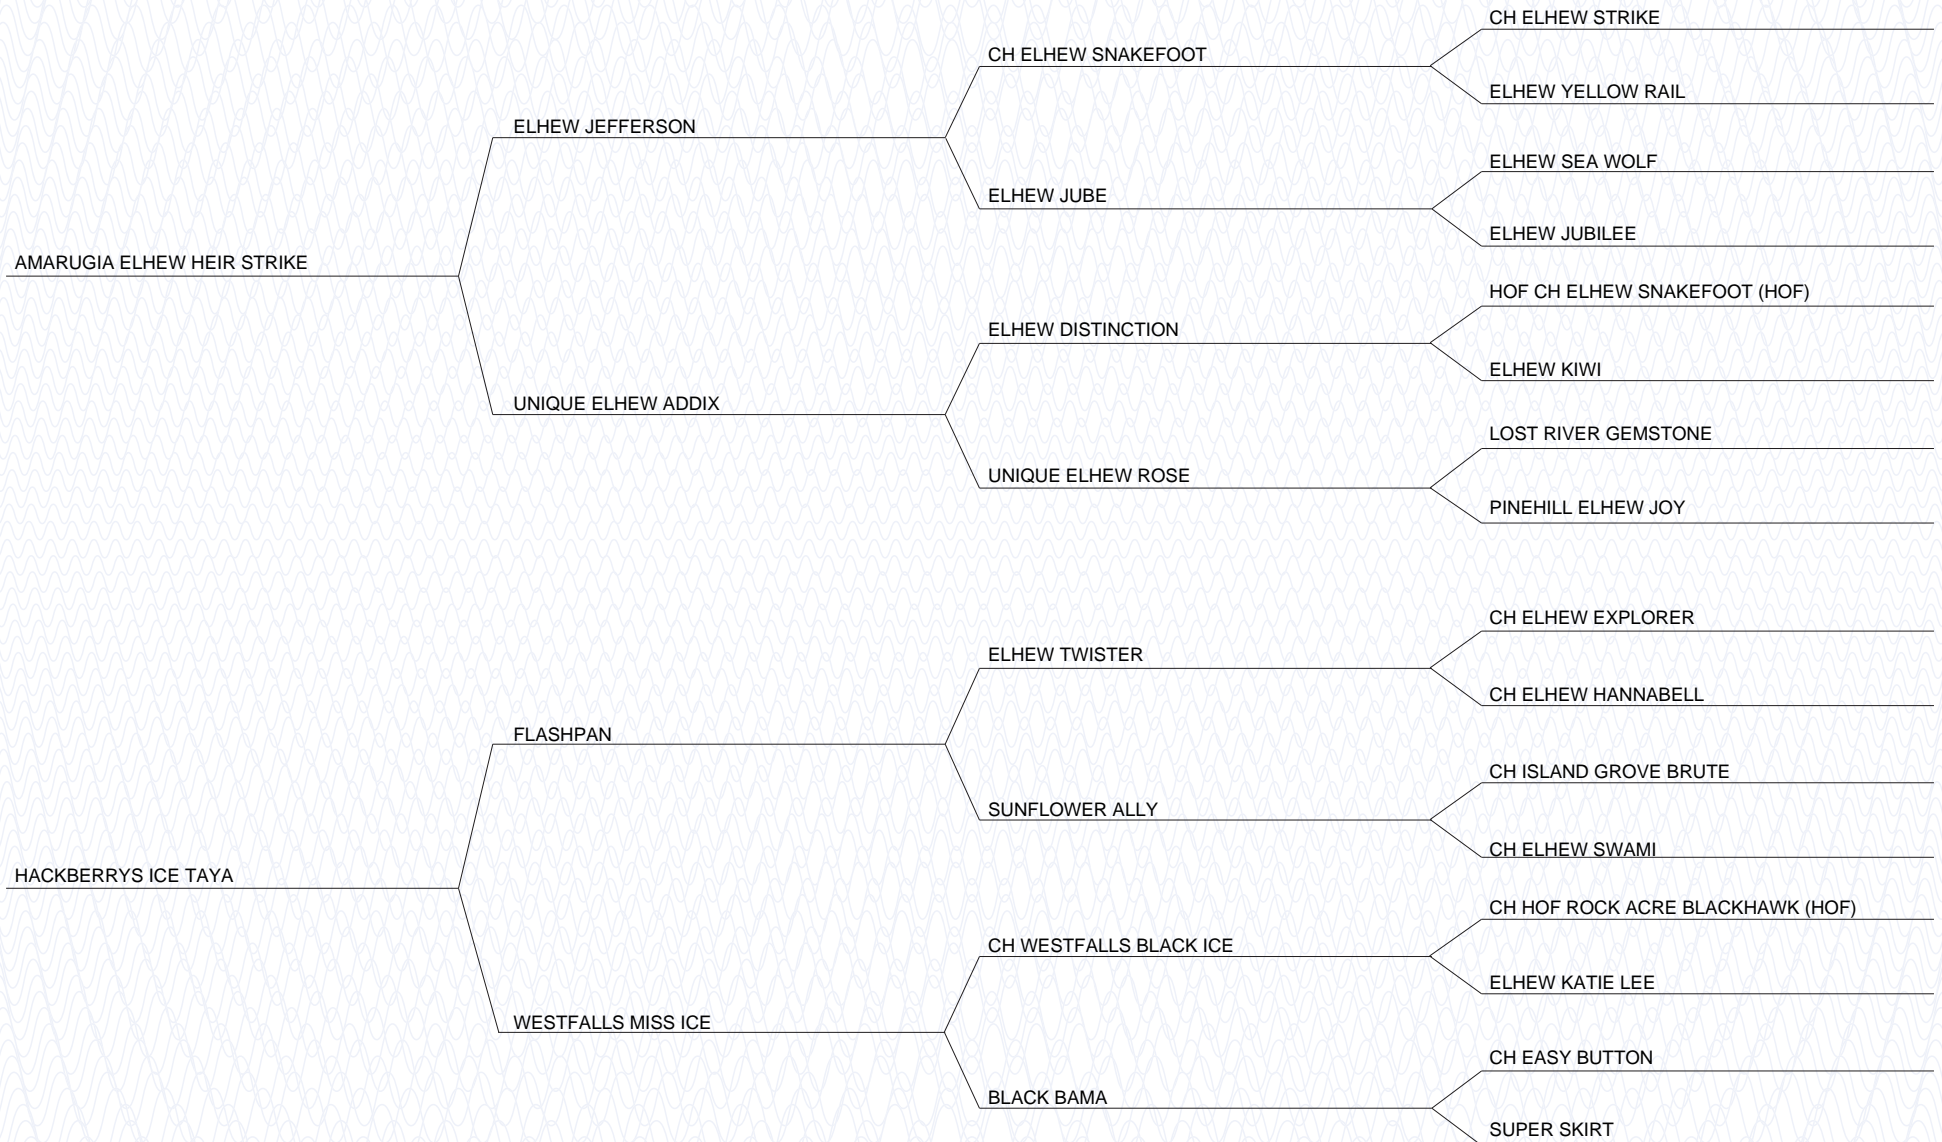 CH ELHEW STRIKE
CH ELHEW SNAKEFOOT
ELHEW YELLOW RAIL
ELHEW JEFFERSON
ELHEW SEA WOLF
ELHEW JUBE
ELHEW JUBILEE
AMARUGIA ELHEW HEIR STRIKE
HOF CH ELHEW SNAKEFOOT (HOF)
ELHEW DISTINCTION
ELHEW KIWI
UNIQUE ELHEW ADDIX
LOST RIVER GEMSTONE
UNIQUE ELHEW ROSE
PINEHILL ELHEW JOY
CH ELHEW EXPLORER
ELHEW TWISTER
CH ELHEW HANNABELL
FLASHPAN
CH ISLAND GROVE BRUTE
SUNFLOWER ALLY
CH ELHEW SWAMI
HACKBERRYS ICE TAYA
CH HOF ROCK ACRE BLACKHAWK (HOF)
CH WESTFALLS BLACK ICE
ELHEW KATIE LEE
WESTFALLS MISS ICE
CH EASY BUTTON
BLACK BAMA
SUPER SKIRT